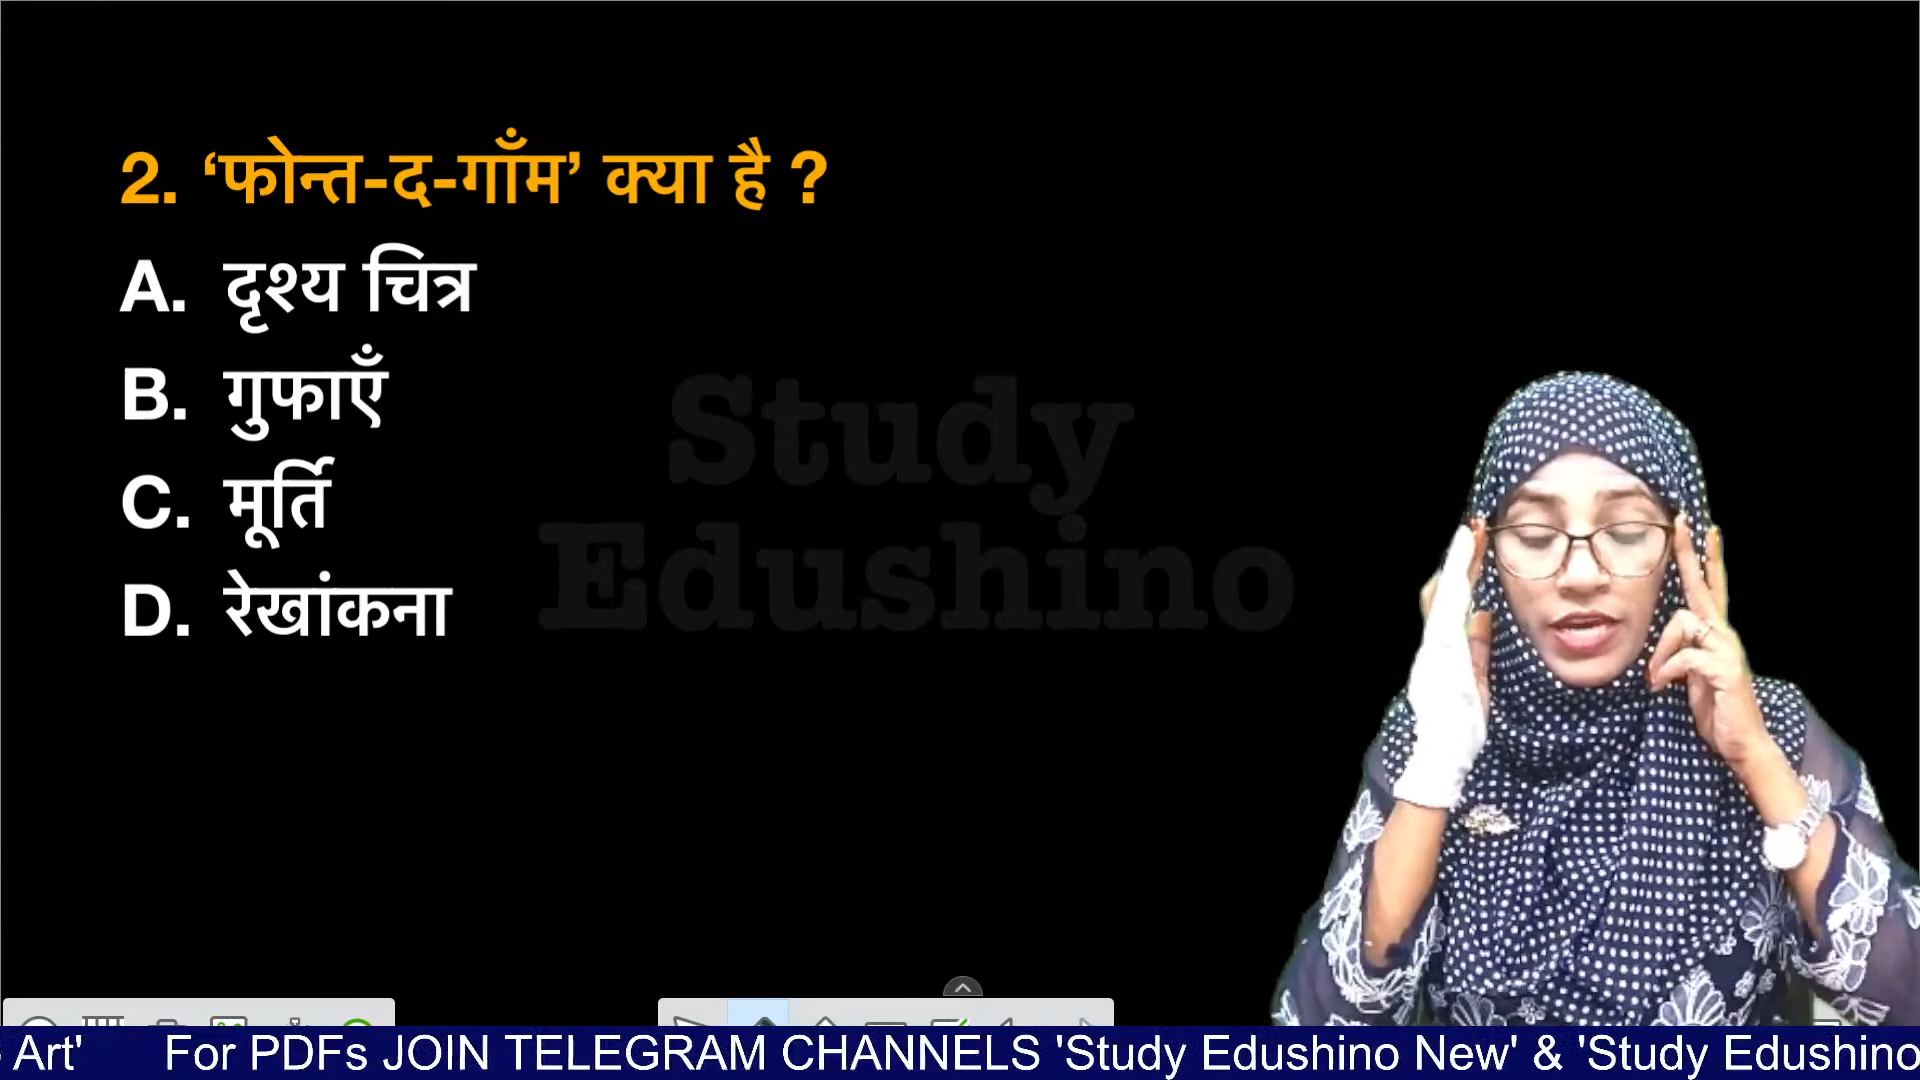 2. ‘फोन्त-द-गाँम’ क्या है ?
A. दृश्य चित्र
B. गुफाएँ
C. मूर्ति
D. रेखांकना
Study
Edushino
Art' For PDFs JOIN TELEGRAM CHANNELS 'Study Edushino New' & 'Study Edushino